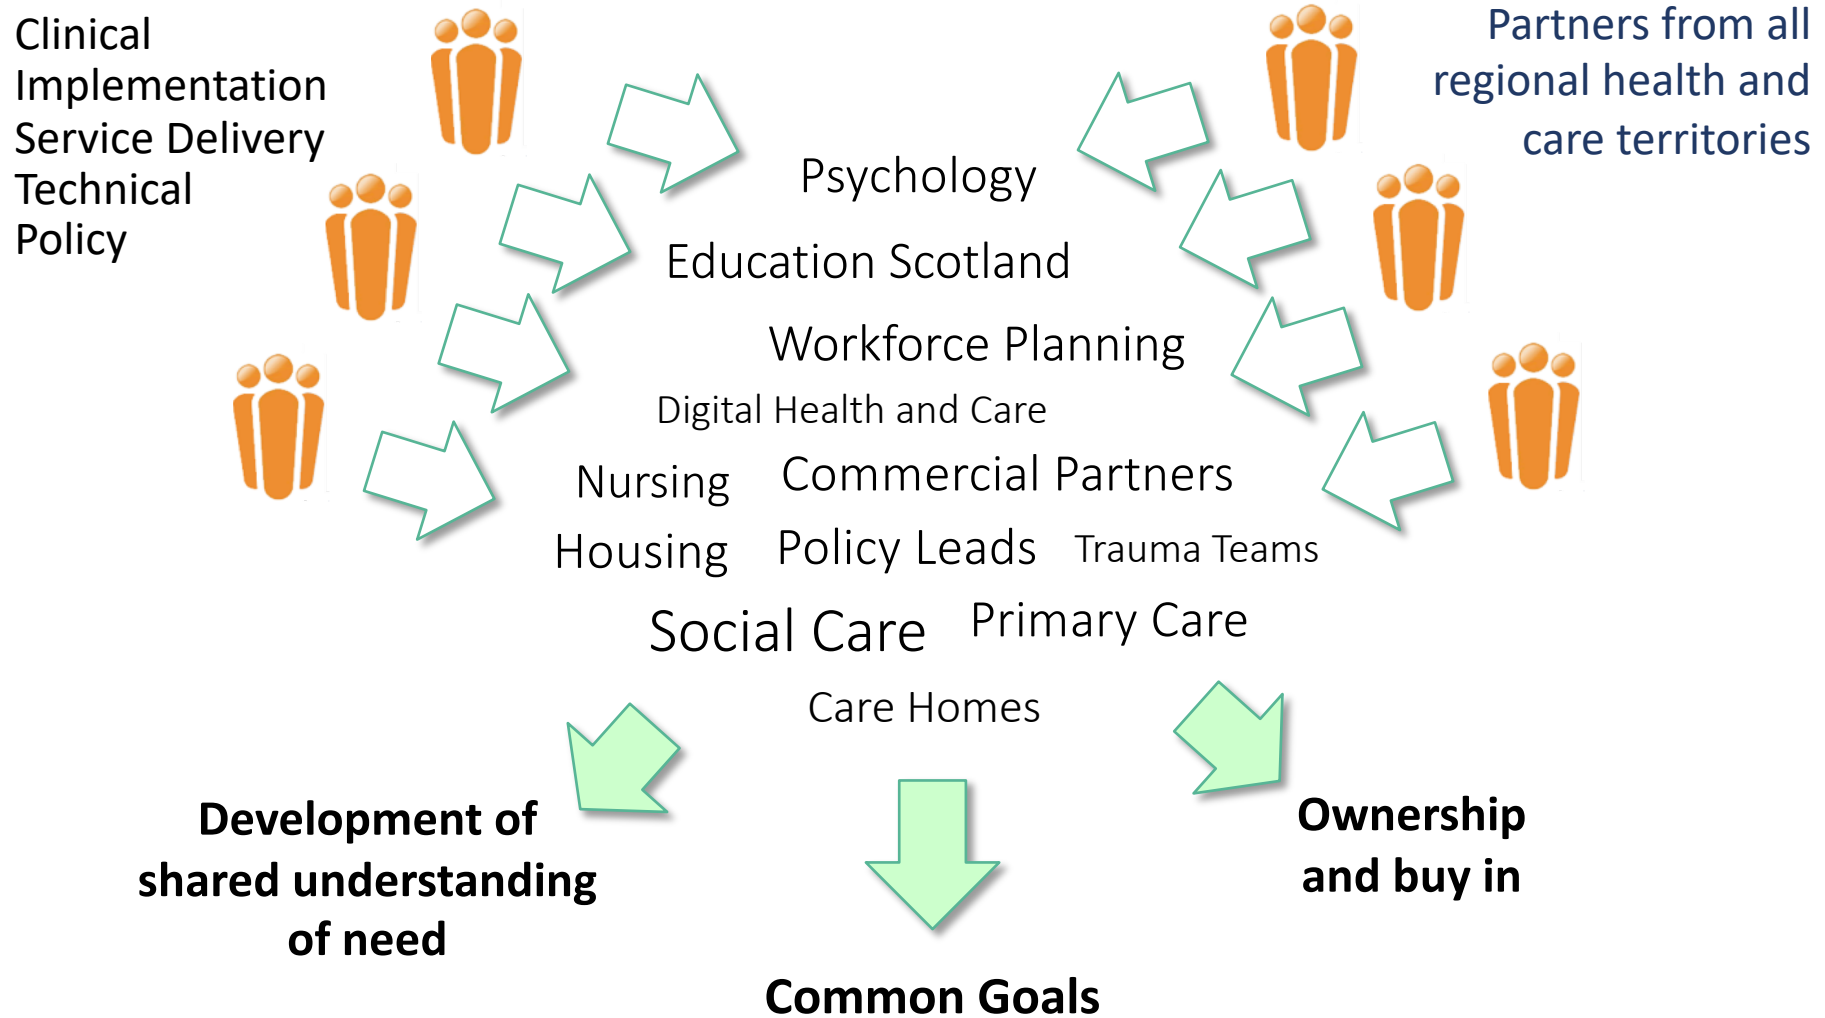 Clinical
Implementation
Service Delivery
Technical
Policy
Partners from all
regional health and
care territories
Psychology
Education Scotland
Workforce Planning
Digital Health and Care
Nursing
Commercial Partners
Housing
Policy Leads
Trauma Teams
Social Care
Primary Care
Care Homes
Development of
shared understanding
of need
Common Goals
Ownership
and buy in